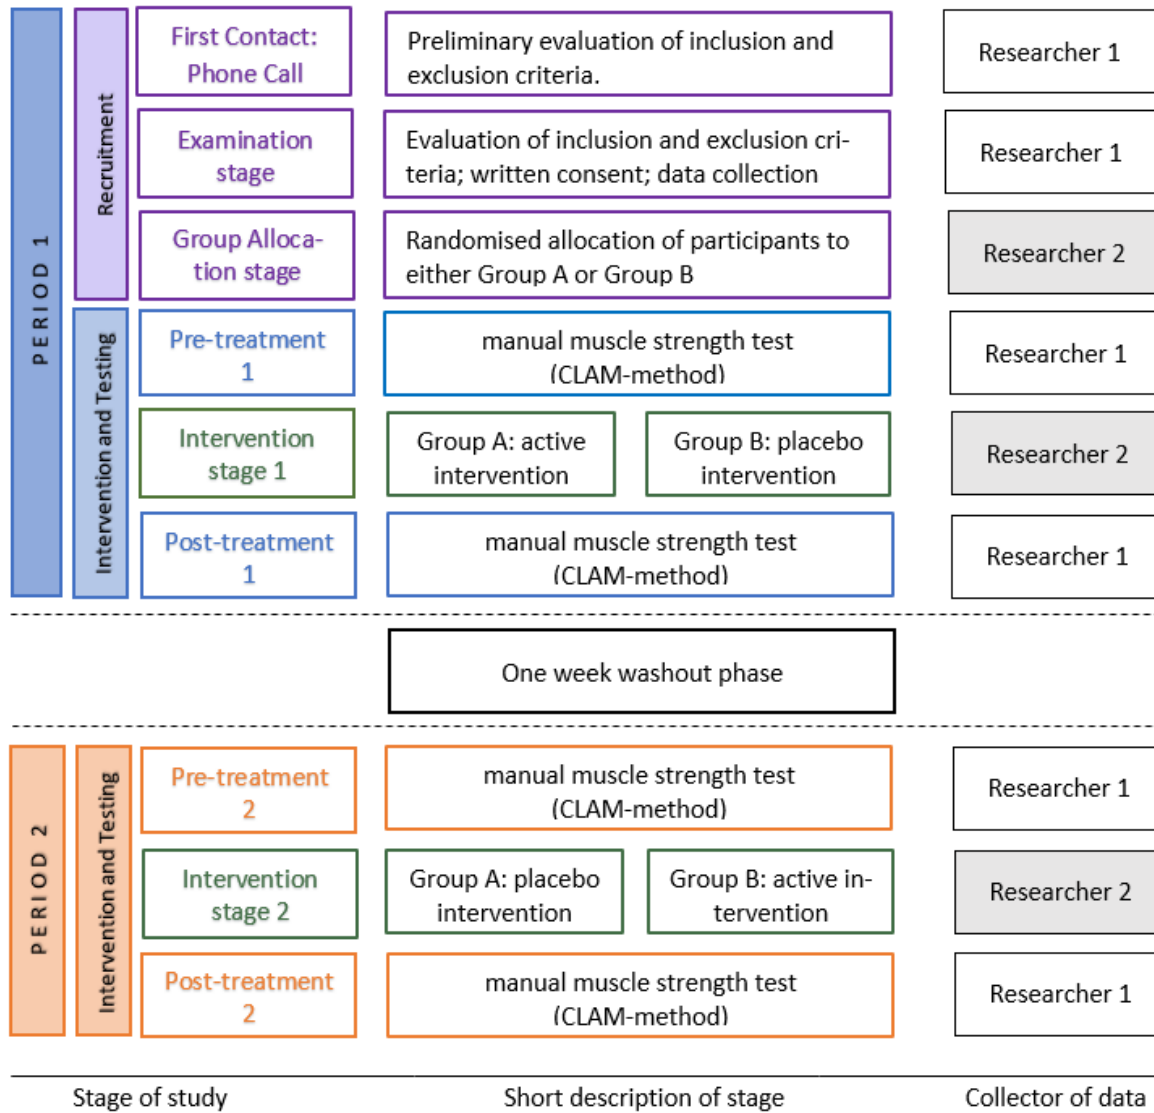 PERIOD 1
Recruitment
First Contact:
Phone Call
Preliminary evaluation of inclusion and
exclusion criteria.
Researcher 1
Examination
stage
Evaluation of inclusion and exclusion cri-
teria; written consent; data collection
Researcher 1
Group Alloca-
tion stage
Randomised allocation of participants to
either Group A or Group B
Researcher 2
Intervention and Testing
Pre-treatment
1
manual muscle strength test
(CLAM-method)
Researcher 1
Intervention
stage 1
Group A: active
intervention
Group B: placebo
intervention
Researcher 2
Post-treatment
1
manual muscle strength test
(CLAM-method)
Researcher 1
One week washout phase
PERIOD 2
Intervention and Testing
Pre-treatment
2
manual muscle strength test
(CLAM-method)
Researcher 1
Intervention
stage 2
Group A: placebo
intervention
Group B: active in-
tervention
Researcher 2
Post-treatment
2
manual muscle strength test
(CLAM-method)
Researcher 1
Stage of study
Short description of stage
Collector of data